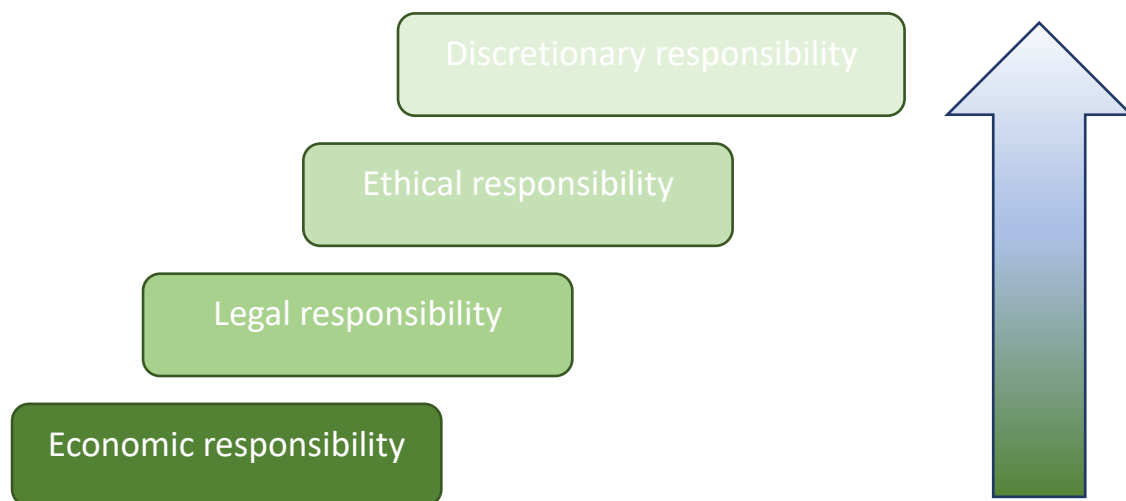 Discretionary responsibility
Ethical responsibility
Legal responsibility
Economic responsibility